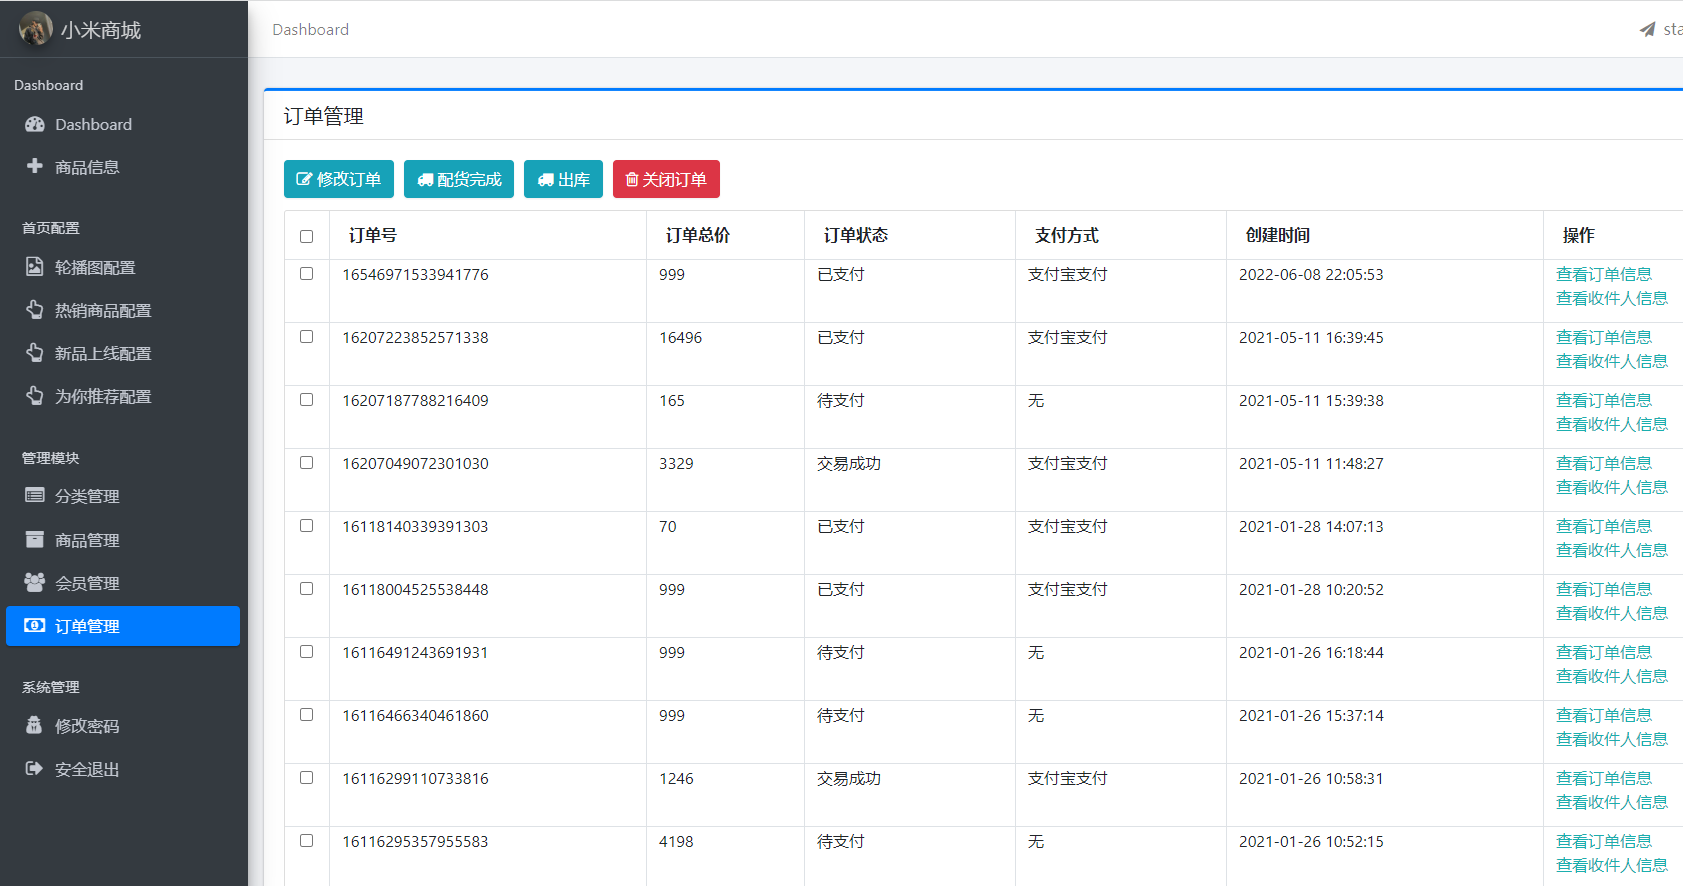 小米商城
Dashboard
sta
Dashboard
Dashboard
商品信息
首页配置
轮播图配置
热销商品配置
新品上线配置
为你推荐配置
管理模块
分类管理
商品管理
会员管理
订单管理
系统管理
修改密码
安全退出
订单管理
修改订单 配货完成 出库 关闭订单
订单号 订单总价 订单状态 支付方式 创建时间 操作
16546971533941776 999 已支付 支付宝支付 2022-06-08 22:05:53 查看订单信息
查看收件人信息
16207223852571338 16496 已支付 支付宝支付 2021-05-11 16:39:45 查看订单信息
查看收件人信息
16207187788216409 165 待支付 无 2021-05-11 15:39:38 查看订单信息
查看收件人信息
16207049072301030 3329 交易成功 支付宝支付 2021-05-11 11:48:27 查看订单信息
查看收件人信息
16118140339391303 70 已支付 支付宝支付 2021-01-28 14:07:13 查看订单信息
查看收件人信息
16118004525538448 999 已支付 支付宝支付 2021-01-28 10:20:52 查看订单信息
查看收件人信息
16116491243691931 999 待支付 无 2021-01-26 16:18:44 查看订单信息
查看收件人信息
16116466340461860 999 待支付 无 2021-01-26 15:37:14 查看订单信息
查看收件人信息
16116299110733816 1246 交易成功 支付宝支付 2021-01-26 10:58:31 查看订单信息
查看收件人信息
16116295357955583 4198 待支付 无 2021-01-26 10:52:15 查看订单信息
查看收件人信息